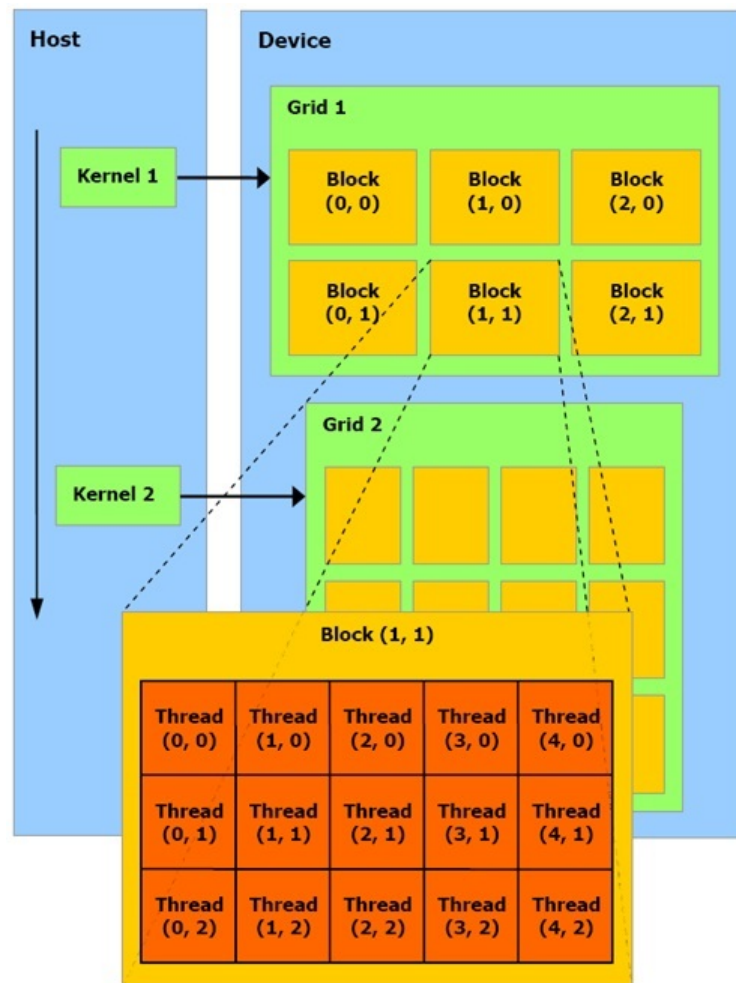 Host
Device
Grid 1
Kernel 1
Block
(0, 0)
Block
(1, 0)
Block
(2, 0)
Block
(0, 1)
Block
(1, 1)
Block
(2, 1)
Grid 2
Kernel 2
Block (1, 1)
Thread
(0, 0)
Thread
(1, 0)
Thread
(2, 0)
Thread
(3, 0)
Thread
(4, 0)
Thread
(0, 1)
Thread
(1, 1)
Thread
(2, 1)
Thread
(3, 1)
Thread
(4, 1)
Thread
(0, 2)
Thread
(1, 2)
Thread
(2, 2)
Thread
(3, 2)
Thread
(4, 2)